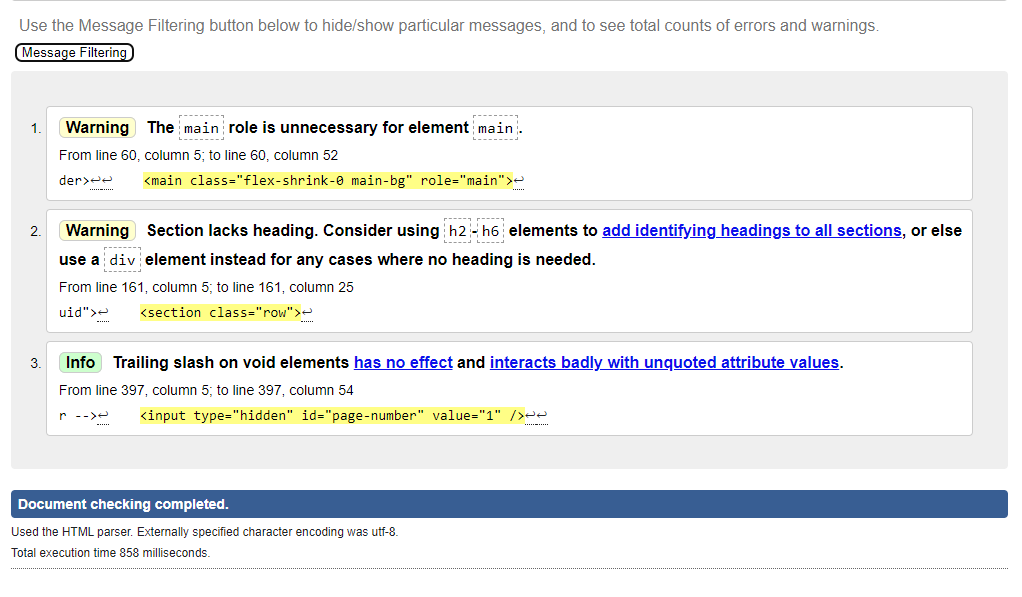 Use the Message Filtering button below to hide/show particular messages, and to see total counts of errors and warnings.
Message Filtering
1. Warning The main role is unnecessary for element main.
From line 60, column 5; to line 60, column 52
der>↩↩ <main class="flex-shrink-0 main-bg" role="main">↩
2. Warning Section lacks heading. Consider using h2-h6 elements to add identifying headings to all sections, or else
use a div element instead for any cases where no heading is needed.
From line 161, column 5; to line 161, column 25
uid">↩ <section class="row">↩
3. Info Trailing slash on void elements has no effect and interacts badly with unquoted attribute values.
From line 397, column 5; to line 397, column 54
r -->↩ <input type="hidden" id="page-number" value="1" />↩↩
Document checking completed.
Used the HTML parser. Externally specified character encoding was utf-8.
Total execution time 858 milliseconds.